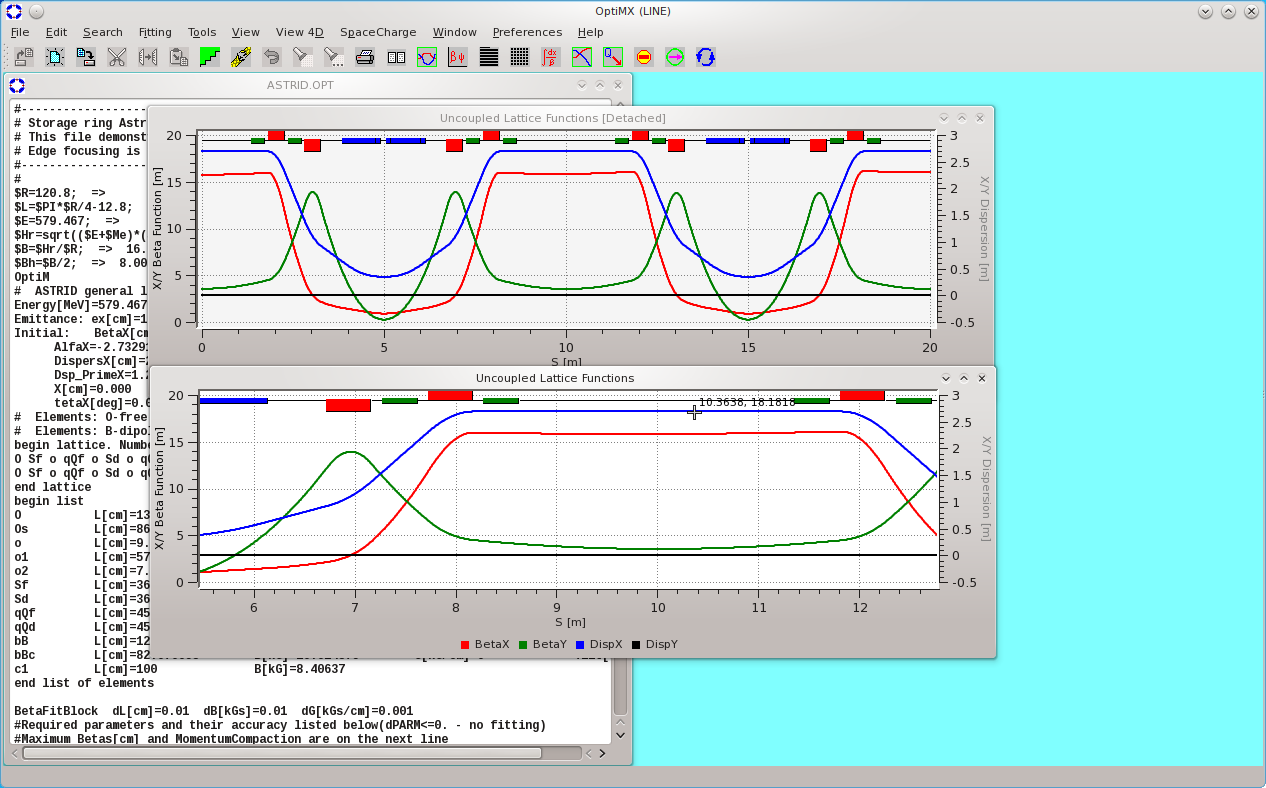 OptiMX (LINE)
File Edit Search Fitting Tools View View 4D SpaceCharge Window Preferences Help
ASTRID.OPT
#-------------------
# Storage ring Astr
# This file demonst
# Edge focusing is
#-------------------
#
$R=120.8; =>
$L=$PI*$R/4-12.8;
$E=579.467; =>
$Hr=sqrt(($E+$Me)*(
$B=$Hr/$R; => 16.
$Bh=$B/2; => 8.00
OptiM
# ASTRID general l
Energy[MeV]=579.467
Emittance: ex[cm]=1
Initial: BetaX[cm
AlfaX=-2.7329
DispersX[cm]=2
Dsp_PrimeX=1.2
X[cm]=0.000
tetaX[deg]=0.0
# Elements: O-free
# Elements: B-dipo
begin lattice. Numbe
O Sf o qQf o Sd o q
O Sf o qQf o Sd o q
end lattice
begin list
O L[cm]=13
Os L[cm]=86
o L[cm]=9.
o1 L[cm]=57
o2 L[cm]=7.
Sf L[cm]=36
Sd L[cm]=36
qQf L[cm]=45
qQd L[cm]=45
bB L[cm]=12
bBc L[cm]=82
c1 L[cm]=100 B[kG]=8.40637
end list of elements
BetaFitBlock dL[cm]=0.01 dB[kGs]=0.01 dG[kGs/cm]=0.001
#Required parameters and their accuracy listed below(dPARM<=0. - no fitting)
#Maximum Betas[cm] and MomentumCompaction are on the next line
Uncoupled Lattice Functions [Detached]
X/Y Beta Function [m]
20
15
10
5
0
X/Y Dispersion [m]
3
2.5
2
1.5
1
0.5
0
-0.5
0 5 10 15 20
S [m]
Uncoupled Lattice Functions
10.3638, 18.1818
X/Y Beta Function [m]
20
15
10
5
0
X/Y Dispersion [m]
3
2.5
2
1.5
1
0.5
0
-0.5
6 7 8 9 10 11 12
S [m]
BetaX BetaY DispX DispY